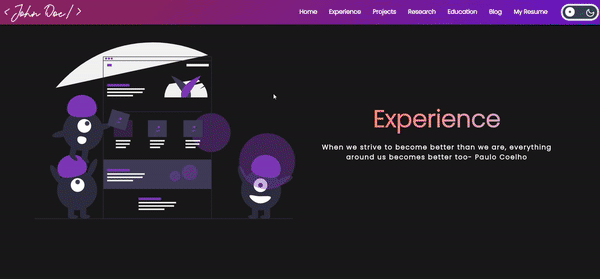 < John Doe/ >
Home Experience Projects Research Education Blog My Resume
Experience
When we strive to become better than we are, everything
around us becomes better too- Paulo Coelho